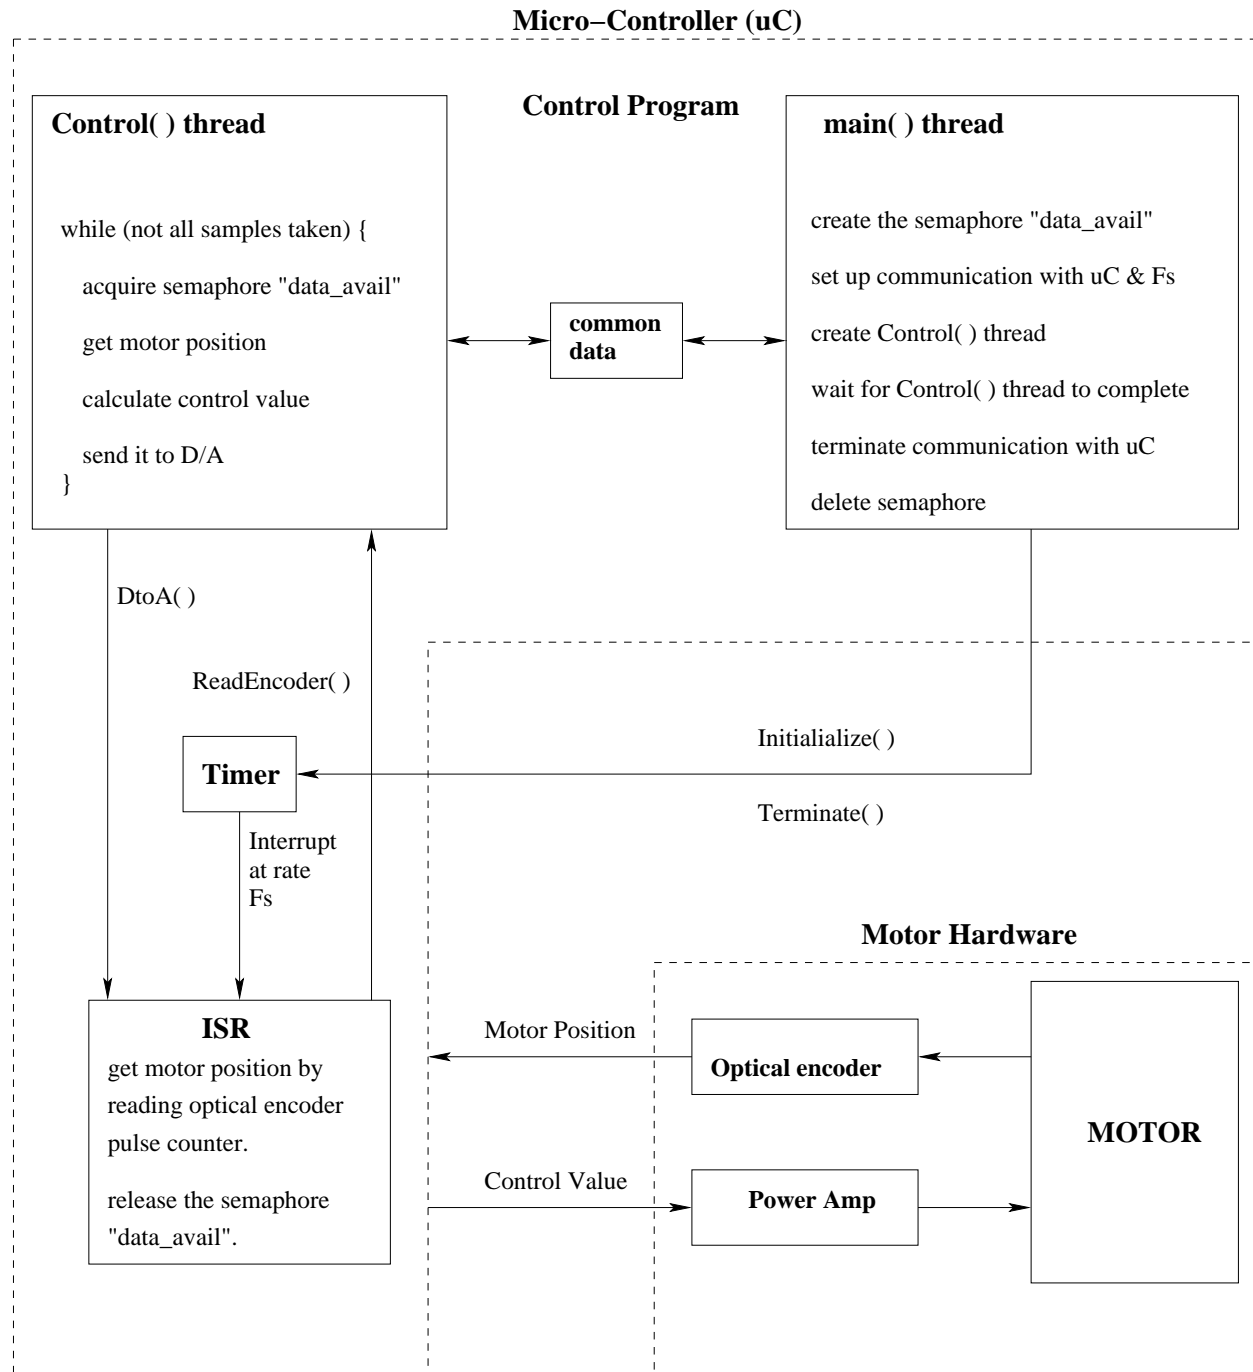 Micro−Controller (uC)
Control Program
Control( ) thread
while (not all samples taken) {
acquire semaphore "data_avail"
get motor position
calculate control value
send it to D/A
}
common
data
main( ) thread
create the semaphore "data_avail"
set up communication with uC & Fs
create Control( ) thread
wait for Control( ) thread to complete
terminate communication with uC
delete semaphore
DtoA( )
ReadEncoder( )
Initialialize( )
Timer
Terminate( )
Interrupt
at rate
Fs
Motor Hardware
ISR
get motor position by
reading optical encoder
pulse counter.
release the semaphore
"data_avail".
Motor Position
Optical encoder
MOTOR
Control Value
Power Amp